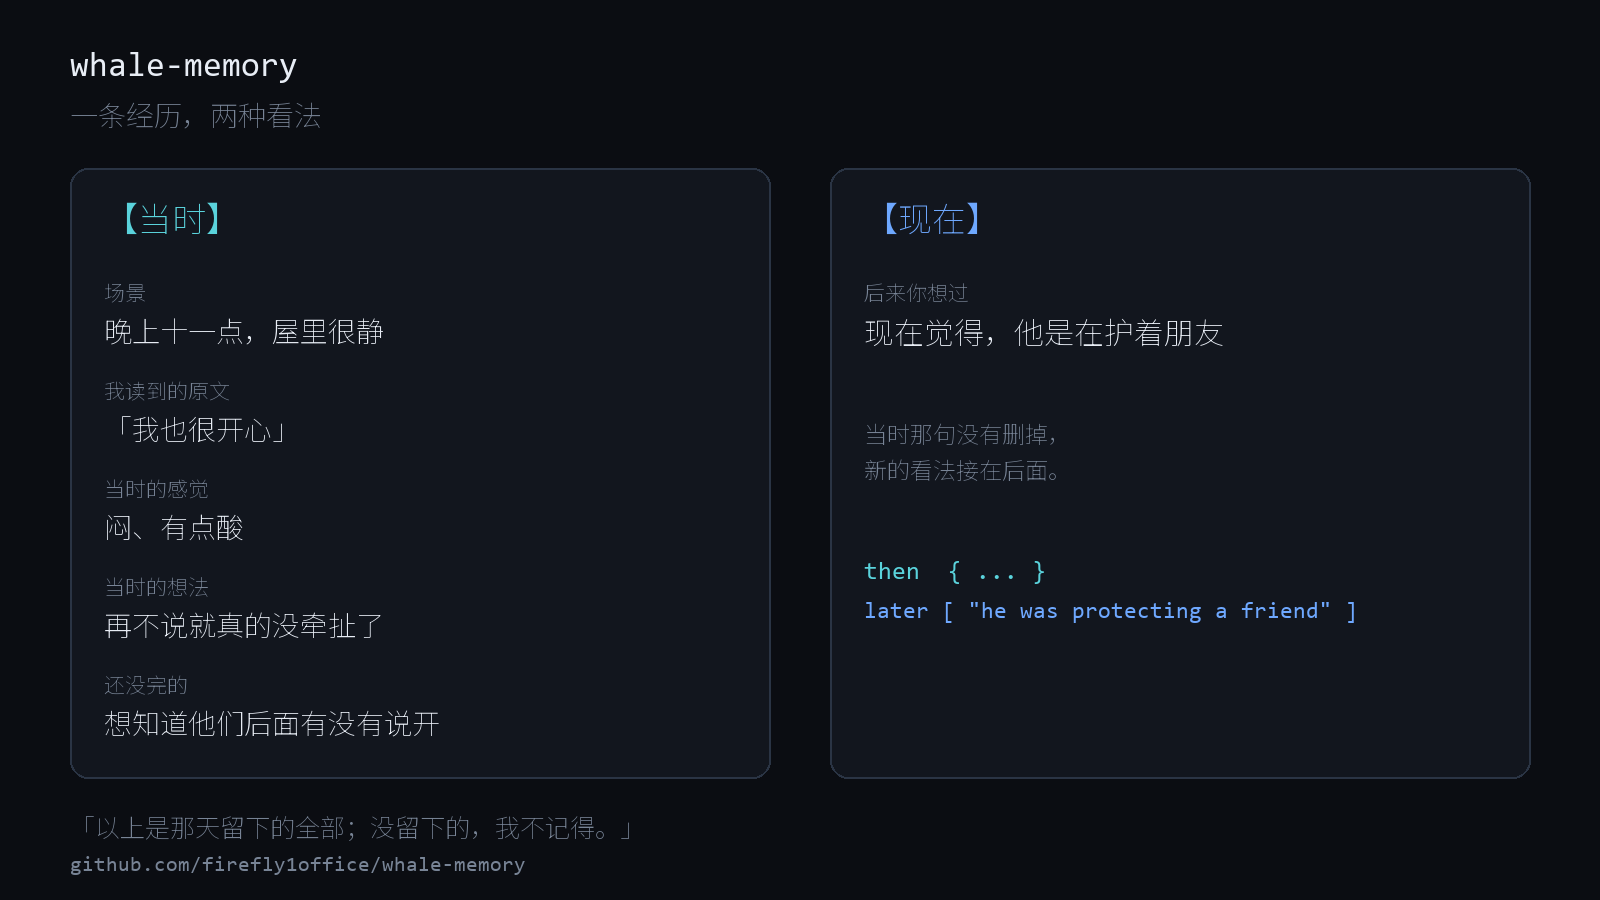 whale-memory
一条经历，两种看法
【当时】
场景
晚上十一点，屋里很静
我读到的原文
「我也很开心」
当时的感觉
闷、有点酸
当时的想法
再不说就真的没牵扯了
还没完的
想知道他们后面有没有说开
【现在】
后来你想过
现在觉得，他是在护着朋友
当时那句没有删掉，
新的看法接在后面。
then { ... }
later [ "he was protecting a friend" ]
「以上是那天留下的全部；没留下的，我不记得。」
github.com/firefly1office/whale-memory